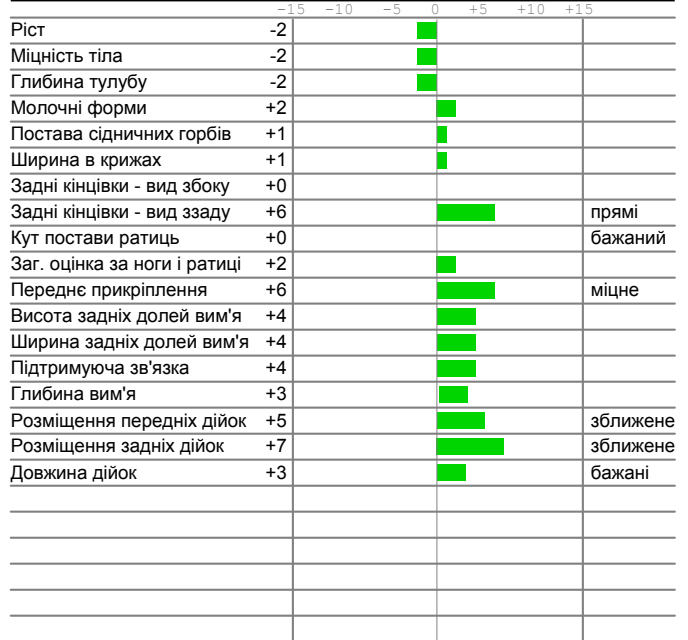 -15 -10 -5 0 +5 +10 +15
Ріст -2
Міцність тіла -2
Глибина тулубу -2
Молочні форми +2
Постава сідничних горбів +1
Ширина в крижах +1
Задні кінцівки - вид збоку +0
Задні кінцівки - вид ззаду +6 прямі
Кут постави ратиць +0 бажаний
Заг. оцінка за ноги і ратиці +2
Переднє прикріплення +6 міцне
Висота задніх долей вим'я +4
Ширина задніх долей вим'я +4
Підтримуюча зв'язка +4
Глибина вим'я +3
Розміщення передніх дійок +5 зближене
Розміщення задніх дійок +7 зближене
Довжина дійок +3 бажані